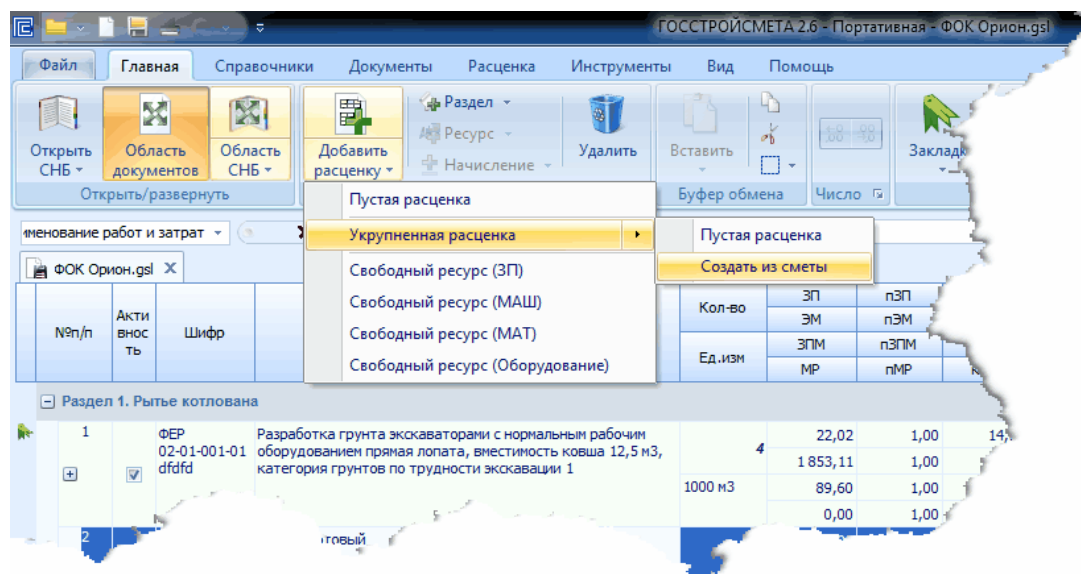 ГОССТРОЙСМЕТА 2.6 - Портативная - ФОК Орион.gsl
Файл Главная Справочники Документы Расценка Инструменты Вид Помощь
Открыть СНБ
Область документов
Область СНБ
Добавить расценку
Раздел
Ресурс
Начисление
Удалить
Вставить
Открыть/развернуть
Буфер обмена
Число
Пустая расценка
Укрупненная расценка
Свободный ресурс (ЗП)
Свободный ресурс (МАШ)
Свободный ресурс (МАТ)
Свободный ресурс (Оборудование)
Пустая расценка
Создать из сметы
именование работ и затрат
ФОК Орион.gsl X
№п/п
Акти
внос
ть
Шифр
Кол-во
Ед.изм
ЗП пЗП
ЭМ пЭМ
ЗПМ пЗПМ
МР пМР
Раздел 1. Рытье котлована
1
ФЕР
02-01-001-01
dfdfd
Разработка грунта экскаваторами с нормальным рабочим
оборудованием прямая лопата, вместимость ковша 12,5 м3,
категория грунтов по трудности экскавации 1
4
1000 м3
22,02 1,00
1 853,11 1,00
89,60 1,00
0,00 1,00
2